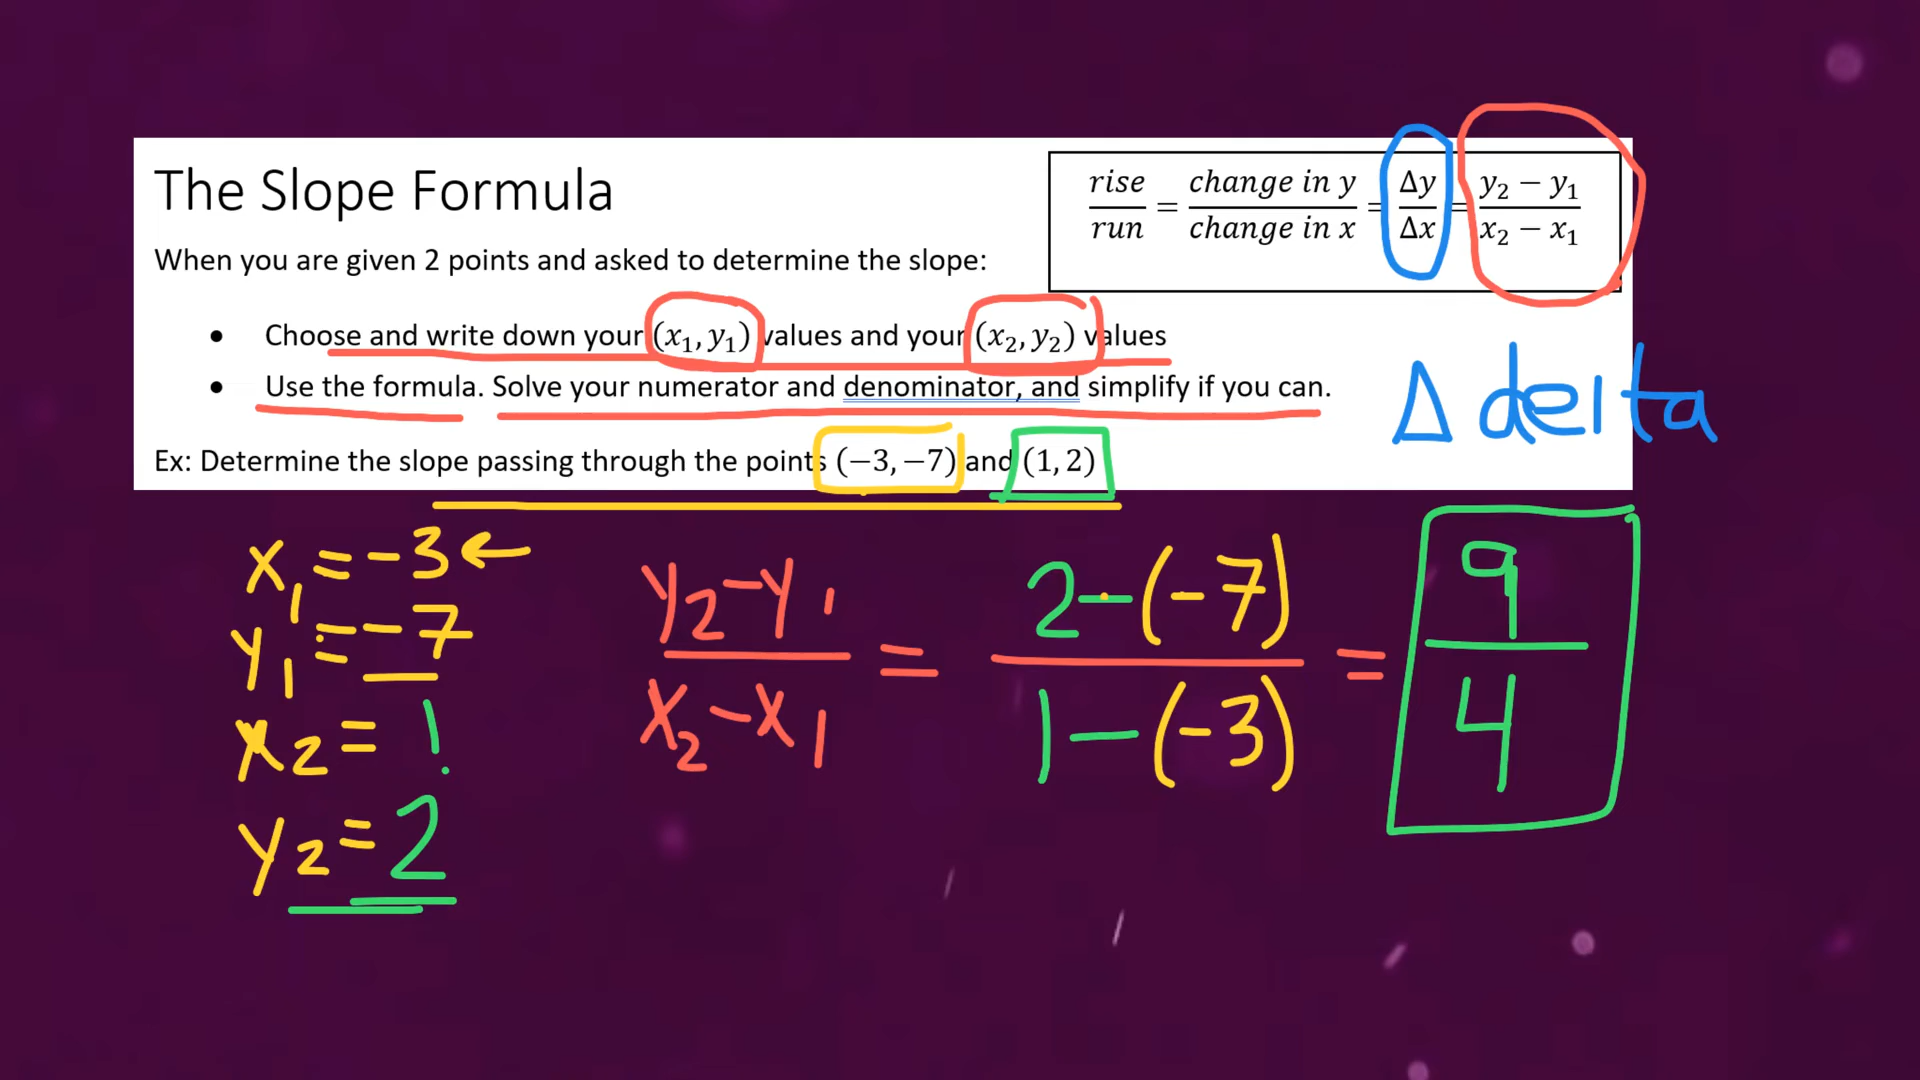 The Slope Formula
rise/run = change in y/change in x = Δy/Δx = y₂ − y₁/x₂ − x₁
When you are given 2 points and asked to determine the slope:
• Choose and write down your (x₁, y₁) values and your (x₂, y₂) values
• Use the formula. Solve your numerator and denominator, and simplify if you can.
Δ delta
Ex: Determine the slope passing through the points (−3, −7) and (1, 2)
x₁ = -3 ←
y₁ = -7
x₂ = 1
y₂ = 2
y₂-y₁/x₂-x₁ = 2-(-7)/1-(-3) = 9/4